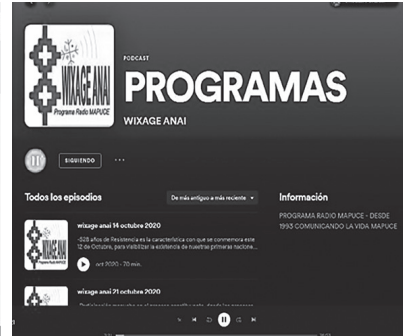 WIXAGE ANAI
Programa Radio MAPUCE
PODCAST
PROGRAMAS
WIXAGE ANAI
SIGUIENDO
Todos los episodios
De más antiguo a más reciente
wixage anai 14 octubre 2020
-528 años de Resistencia es la característica con que se conmemora este
12 de Octubre, para visibilizar la existencia de nuestras primeras nacione...
oct 2020 · 70 min.
wixage anai 21 octubre 2020
Información
PROGRAMA RADIO MAPUCE - DESDE
1993 COMUNICANDO LA VIDA MAPUCE